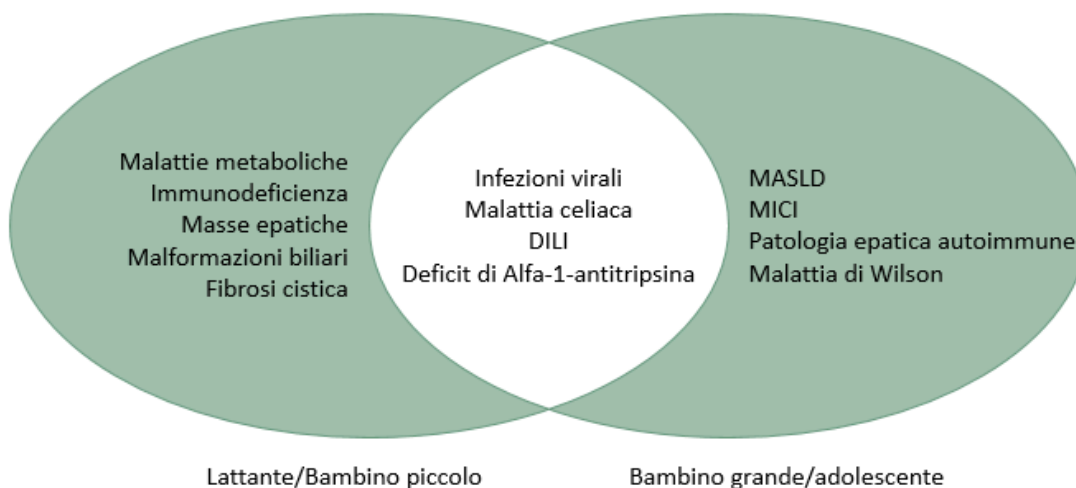 Malattie metaboliche
Immunodeficienza
Masse epatiche
Malformazioni biliari
Fibrosi cistica
Infezioni virali
Malattia celiaca
DILI
Deficit di Alfa-1-antitripsina
MASLD
MICI
Patologia epatica autoimmune
Malattia di Wilson
Lattante/Bambino piccolo
Bambino grande/adolescente